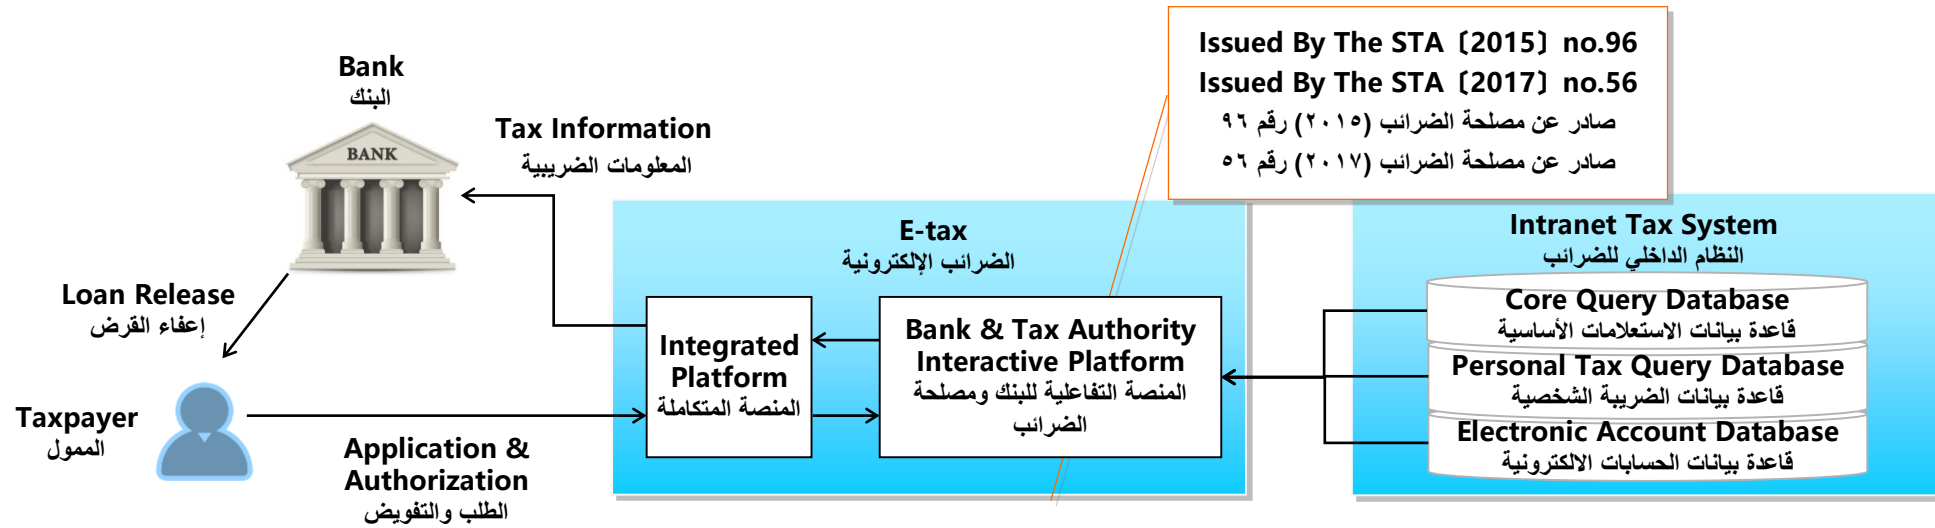 Issued By The STA〔2015〕no.96
Issued By The STA〔2017〕no.56
صادر عن مصلحة الضرائب (٢٠١٥) رقم ٩٦
صادر عن مصلحة الضرائب (٢٠١٧) رقم ٥٦
Bank
البنك
BANK
Tax Information
المعلومات الضريبية
E-tax
الضرائب الإلكترونية
Intranet Tax System
النظام الداخلي للضرائب
Loan Release
إعفاء القرض
Integrated
Platform
المنصة المتكاملة
Bank & Tax Authority
Interactive Platform
المنصة التفاعلية للبنك ومصلحة
الضرائب
Core Query Database
قاعدة بيانات الاستعلامات الأساسية
Personal Tax Query Database
قاعدة بيانات الضريبة الشخصية
Electronic Account Database
قاعدة بيانات الحسابات الالكترونية
Taxpayer
الممول
Application &
Authorization
الطلب والتفويض